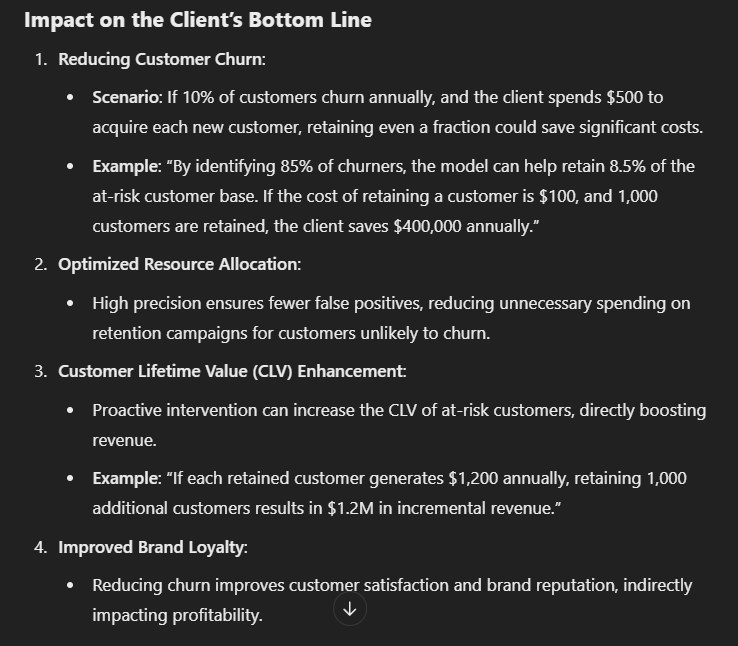 Impact on the Client's Bottom Line
1. Reducing Customer Churn:
• Scenario: If 10% of customers churn annually, and the client spends $500 to
acquire each new customer, retaining even a fraction could save significant costs.
• Example: "By identifying 85% of churners, the model can help retain 8.5% of the
at-risk customer base. If the cost of retaining a customer is $100, and 1,000
customers are retained, the client saves $400,000 annually."
2. Optimized Resource Allocation:
• High precision ensures fewer false positives, reducing unnecessary spending on
retention campaigns for customers unlikely to churn.
3. Customer Lifetime Value (CLV) Enhancement:
• Proactive intervention can increase the CLV of at-risk customers, directly boosting
revenue.
• Example: "If each retained customer generates $1,200 annually, retaining 1,000
additional customers results in $1.2M in incremental revenue."
4. Improved Brand Loyalty:
• Reducing churn improves customer satisfaction and brand reputation, indirectly
impacting profitability.